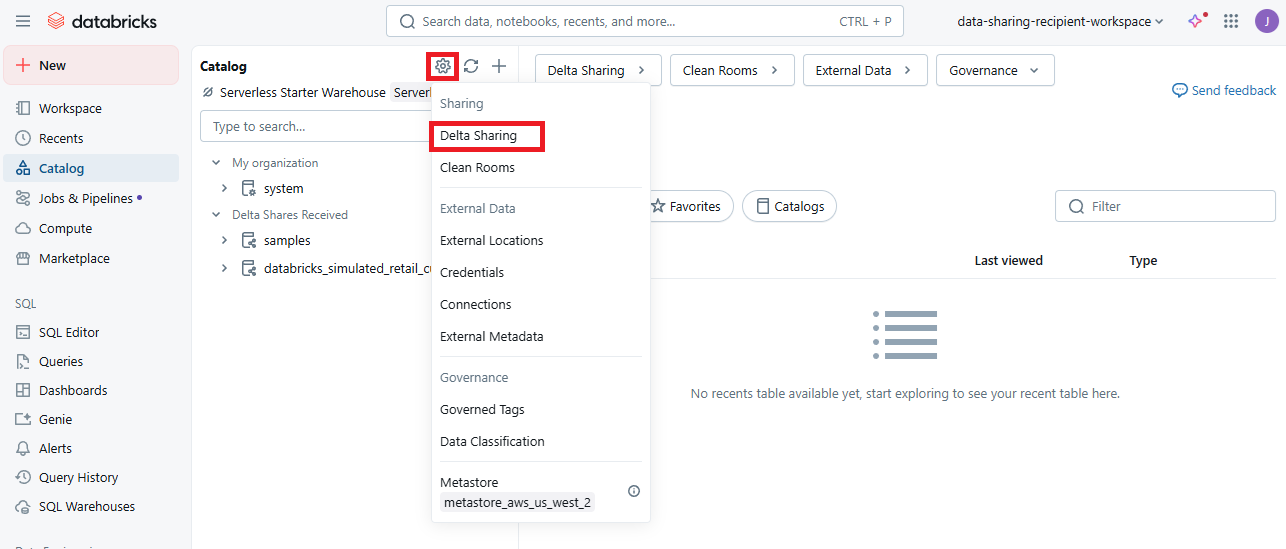 databricks
Search data, notebooks, recents, and more...
CTRL + P
data-sharing-recipient-workspace
J
New
Workspace
Recents
Catalog
Jobs & Pipelines
Compute
Marketplace
SQL
SQL Editor
Queries
Dashboards
Genie
Alerts
Query History
SQL Warehouses
Catalog
Serverless Starter Warehouse
Type to search...
My organization
system
Delta Shares Received
samples
Sharing
Delta Sharing
Clean Rooms
External Data
External Locations
Credentials
Connections
External Metadata
Governance
Governed Tags
Data Classification
Metastore
metastore_aws_us_west_2
Delta Sharing
Clean Rooms
External Data
Governance
Send feedback
Favorites
Catalogs
Filter
Last viewed
Type
No recents table available yet, start exploring to see your recent table here.